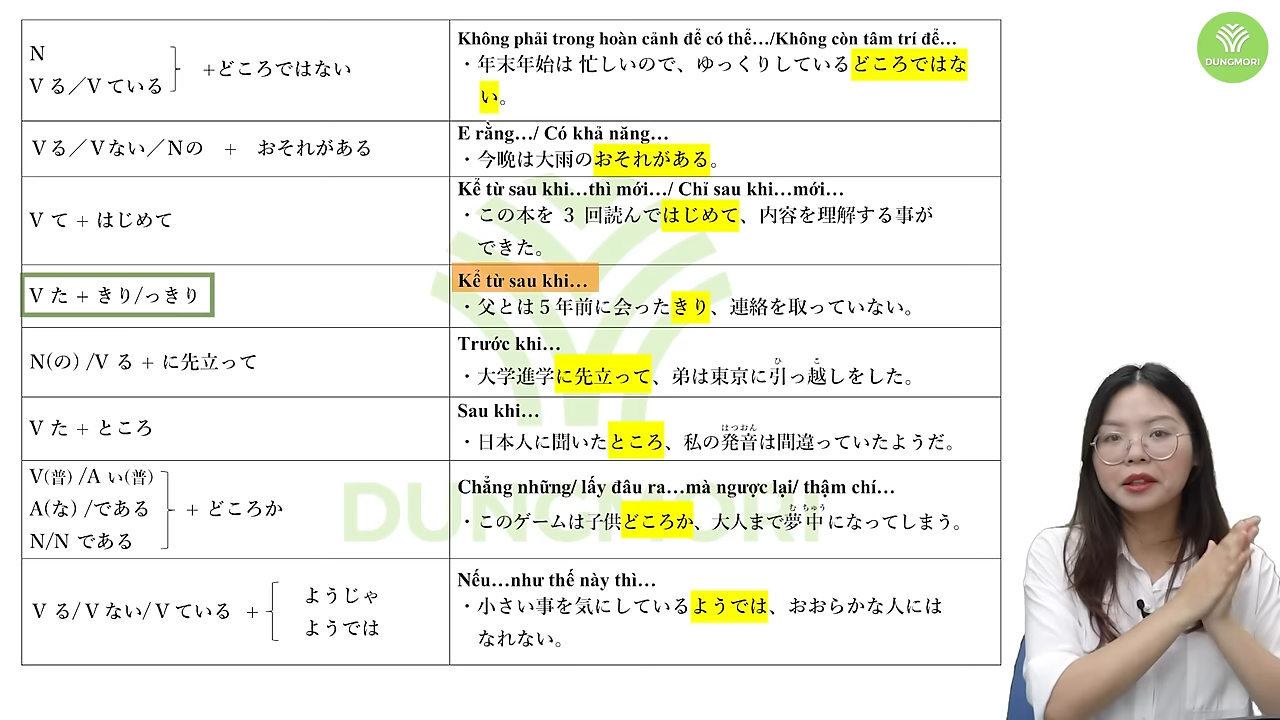 N
V る／V ている
+どころではない
Không phải trong hoàn cảnh để có thể…/Không còn tâm trí để…
・年末年始は 忙しいので、ゆっくりしているどころではな
い。
V る／V ない／N の + おそれがある
E rằng…/ Có khả năng…
・今晩は大雨のおそれがある。
V て + はじめて
Kể từ sau khi…thì mới…/ Chỉ sau khi…mới…
・この本を 3 回読んではじめて、内容を理解する事が
できた。
V た + きり/っきり
Kể từ sau khi…
・父とは５年前に会ったきり、連絡を取っていない。
N(の) /V る + に先立って
Trước khi…
ひ こ
・大学進学に先立って、弟は東京に引っ越しをした。
V た + ところ
Sau khi…
はつおん
・日本人に聞いたところ、私の発音は間違っていたようだ。
V(普) /A い(普)
A(な) /である
N/N である
+ どころか
Chẳng những/ lấy đâu ra…mà ngược lại/ thậm chí…
む ちゅう
・このゲームは子供どころか、大人まで夢中になってしまう。
V る/ V ない/ V ている +
ようじゃ
ようでは
Nếu…như thế này thì…
・小さい事を気にしているようでは、おおらかな人には
なれない。
DUNGMORI
DUNGMORI